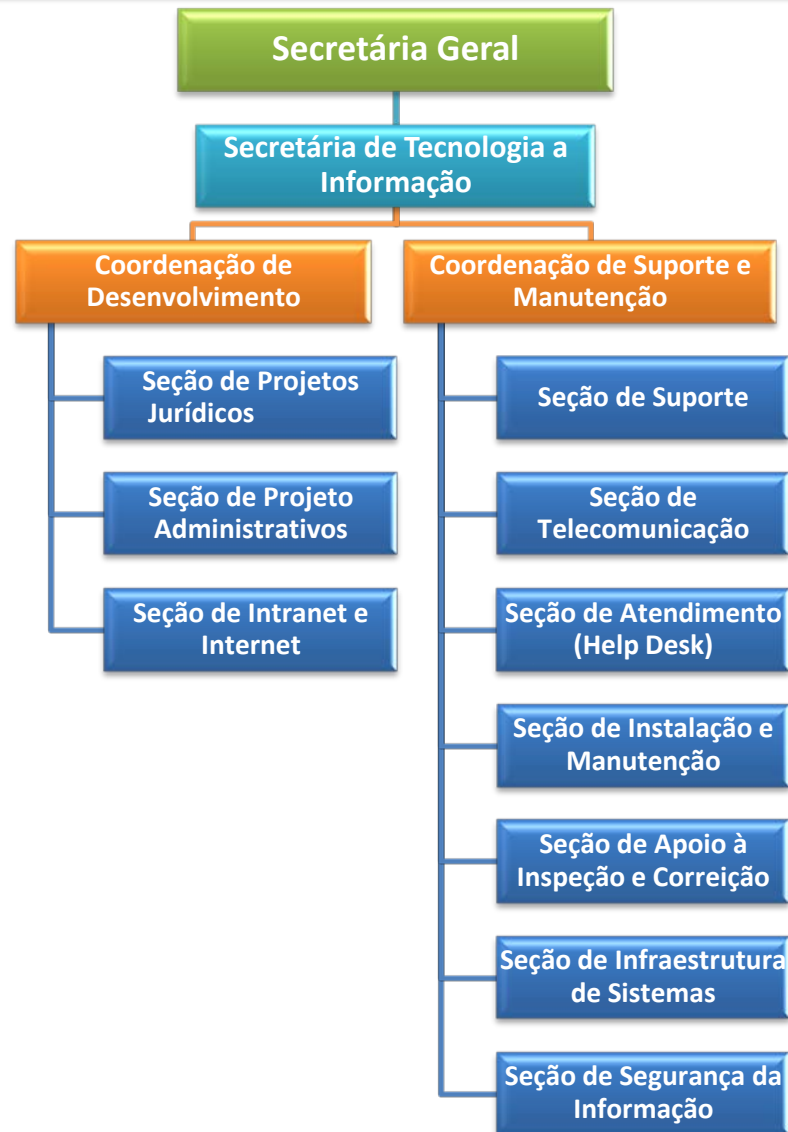 Secretária Geral
Secretária de Tecnologia a
Informação
Coordenação de
Desenvolvimento
Seção de Projetos
Jurídicos
Seção de Projeto
Administrativos
Seção de Intranet e
Internet
Coordenação de Suporte e
Manutenção
Seção de Suporte
Seção de
Telecomunicação
Seção de Atendimento
(Help Desk)
Seção de Instalação e
Manutenção
Seção de Apoio à
Inspeção e Correição
Seção de Infraestrutura
de Sistemas
Seção de Segurança da
Informação